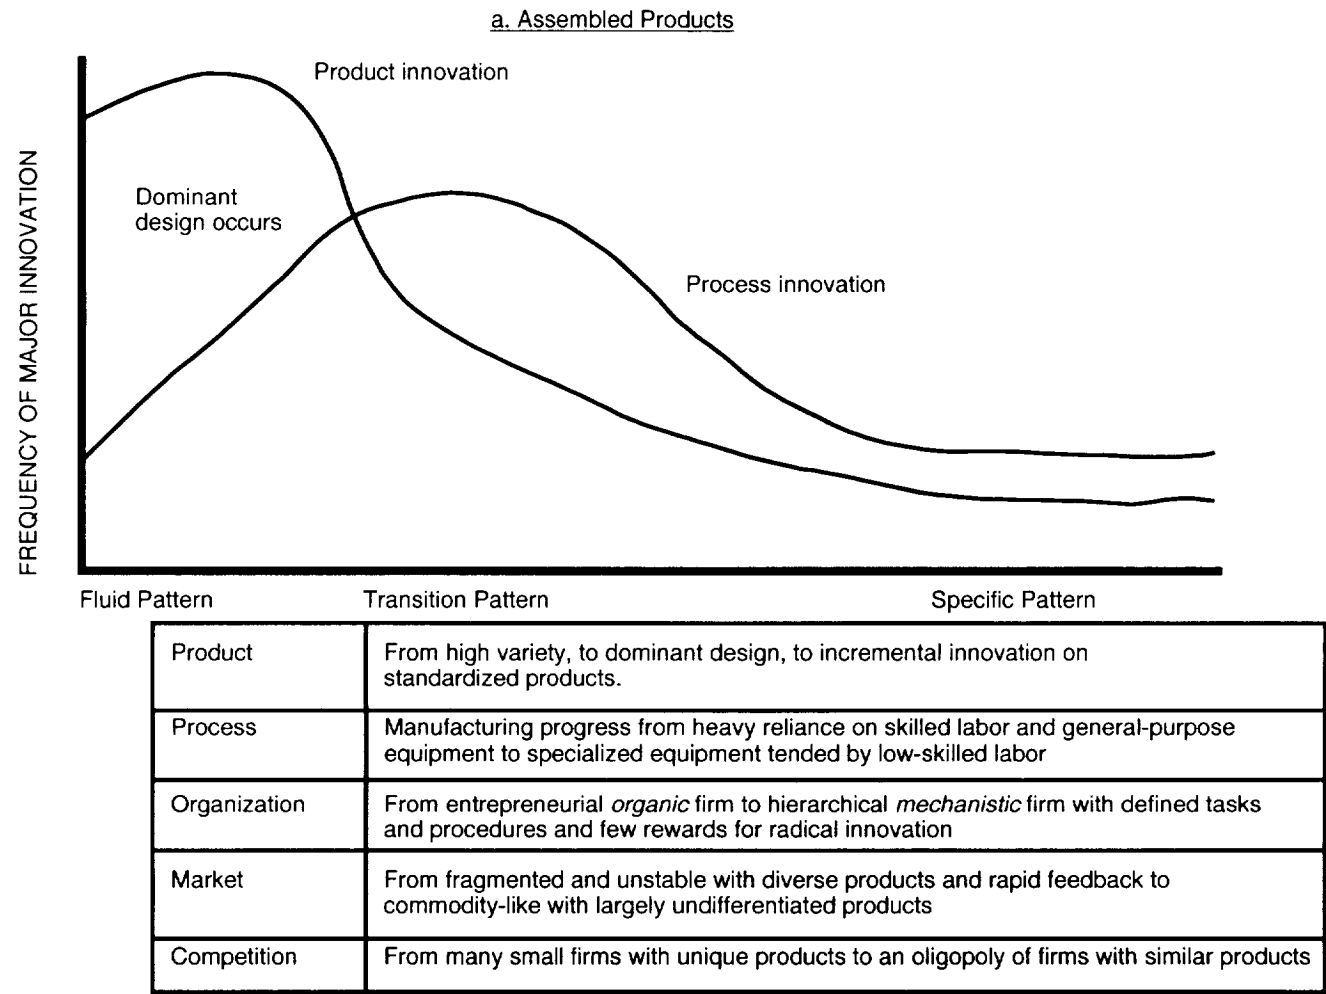 a. Assembled Products
Product innovation
Dominant
design occurs
Process innovation
FREQUENCY OF MAJOR INNOVATION
Fluid Pattern
Transition Pattern
Specific Pattern
Product
From high variety, to dominant design, to incremental innovation on
standardized products.
Process
Manufacturing progress from heavy reliance on skilled labor and general-purpose
equipment to specialized equipment tended by low-skilled labor
Organization
From entrepreneurial organic firm to hierarchical mechanistic firm with defined tasks
and procedures and few rewards for radical innovation
Market
From fragmented and unstable with diverse products and rapid feedback to
commodity-like with largely undifferentiated products
Competition
From many small firms with unique products to an oligopoly of firms with similar products